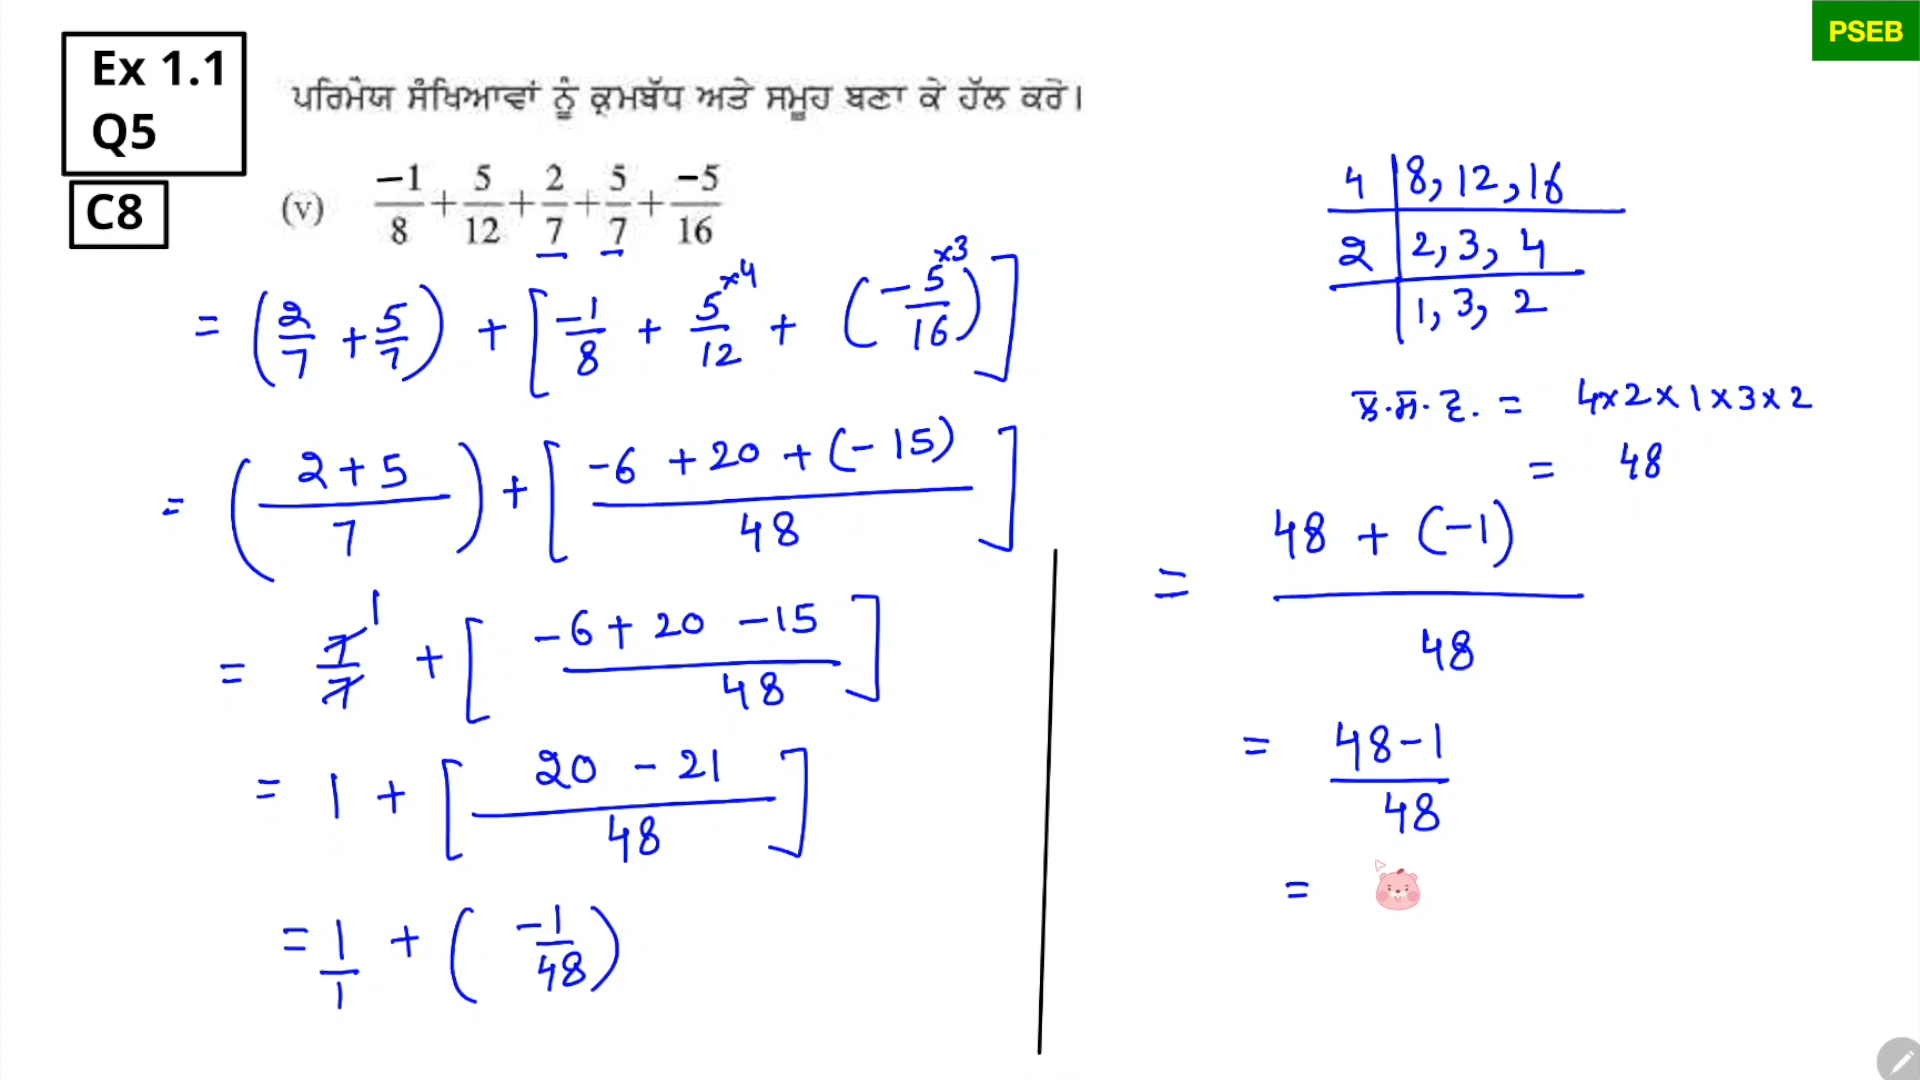 PSEB
Ex 1.1
Q5
C8
ਪਰਿਮੇਯ ਸੰਖਿਆਵਾਂ ਨੂੰ ਕ੍ਰਮਬੱਧ ਅਤੇ ਸਮੂਹ ਬਣਾ ਕੇ ਹੱਲ ਕਰੋ।
(v) -1/8 + 5/12 + 2/7 + 5/7 + -5/16
= (2/7 + 5/7) + [-1/8 + 5/12 ×4 + (-5/16 ×3)]
= ((2+5)/7) + [(-6 +20 + (-15))/48]
= 7/7 1 + [(-6+20 -15)/48]
= 1 + [(20 - 21)/48]
= 1/1 + (-1/48)
4 | 8, 12, 16
2 | 2, 3, 4
| 1, 3, 2
ਲ.ਸ.ਵ. = 4×2×1×3×2
= 48
= (48 + (-1))/48
= (48-1)/48
=